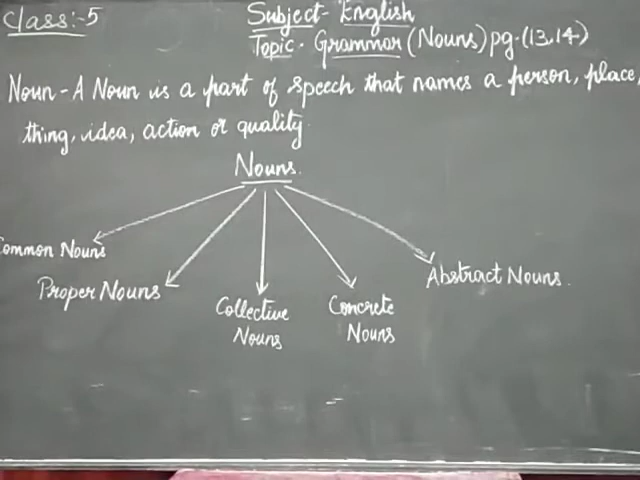 Class:-5
Subject- English
Topic- Grammar (Nouns) pg.(13,14)
Noun - A Noun is a part of speech that names a person, place,
thing, idea, action or quality.
Nouns.
Common Nouns
Proper Nouns
Collective
Nouns
Concrete
Nouns
Abstract Nouns.